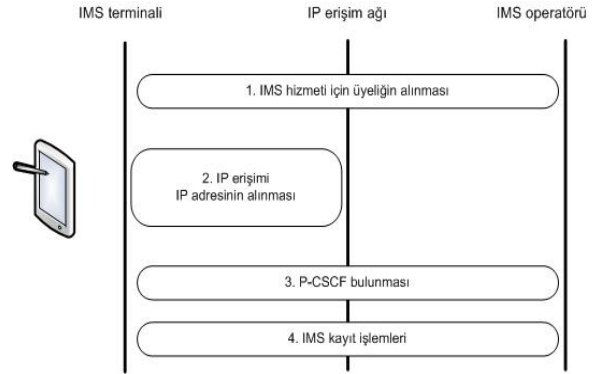 IMS terminali
IP erişim ağı
IMS operatörü
1. IMS hizmeti için üyeliğin alınması
2. IP erişimi
IP adresinin alınması
3. P-CSCF bulunması
4. IMS kayıt işlemleri